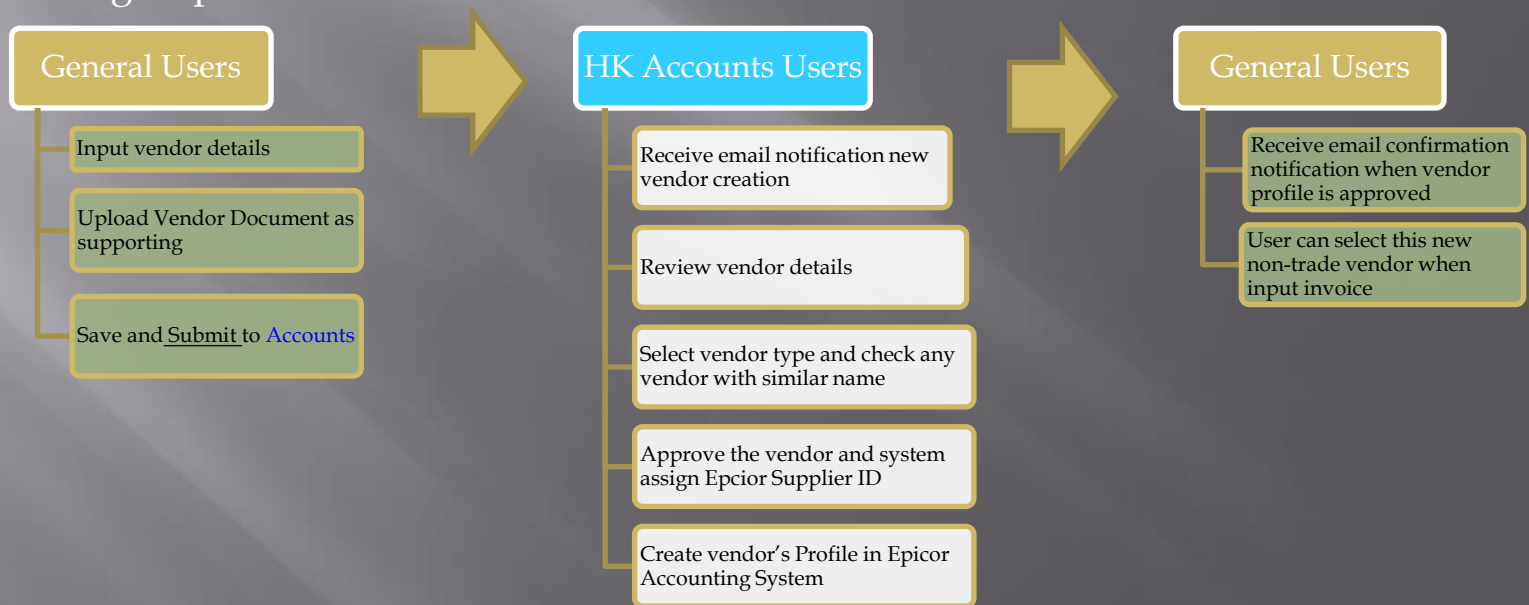 General Users
Input vendor details
Upload Vendor Document as
supporting
Save and Submit to Accounts
HK Accounts Users
Receive email notification new
vendor creation
Review vendor details
Select vendor type and check any
vendor with similar name
Approve the vendor and system
assign Epcior Supplier ID
Create vendor's Profile in Epicor
Accounting System
General Users
Receive email confirmation
notification when vendor
profile is approved
User can select this new
non-trade vendor when
input invoice